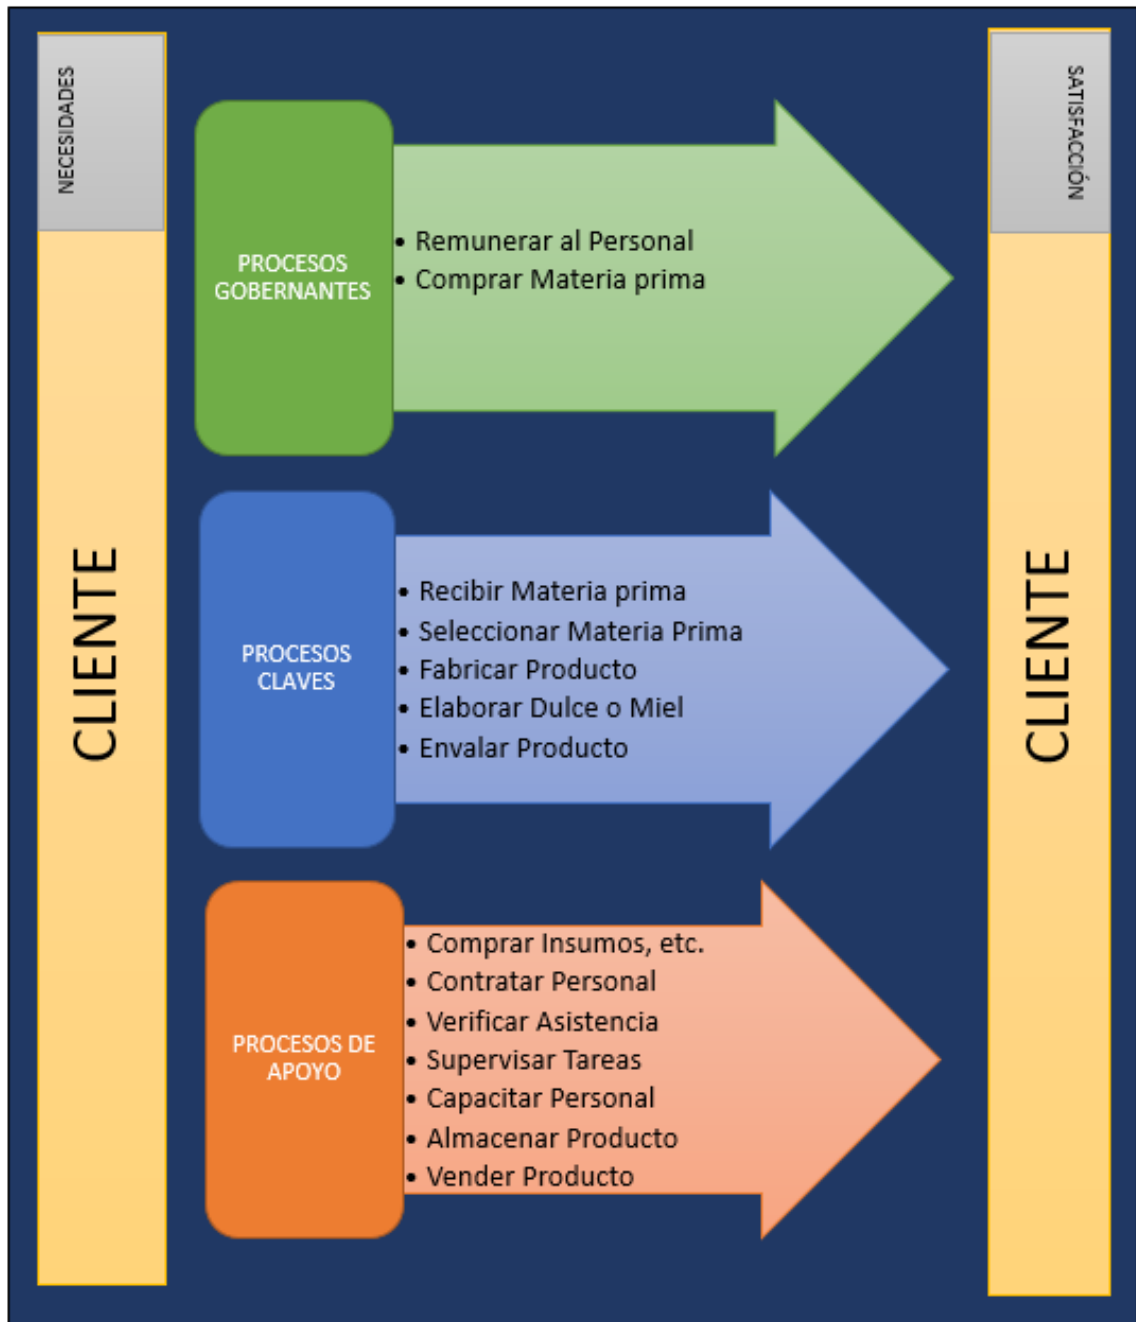 NECESIDADES
CLIENTE
PROCESOS
GOBERNANTES
• Remunerar al Personal
• Comprar Materia prima
PROCESOS
CLAVES
• Recibir Materia prima
• Seleccionar Materia Prima
• Fabricar Producto
• Elaborar Dulce o Miel
• Envalar Producto
PROCESOS DE
APOYO
• Comprar Insumos, etc.
• Contratar Personal
• Verificar Asistencia
• Supervisar Tareas
• Capacitar Personal
• Almacenar Producto
• Vender Producto
SATISFACCIÓN
CLIENTE